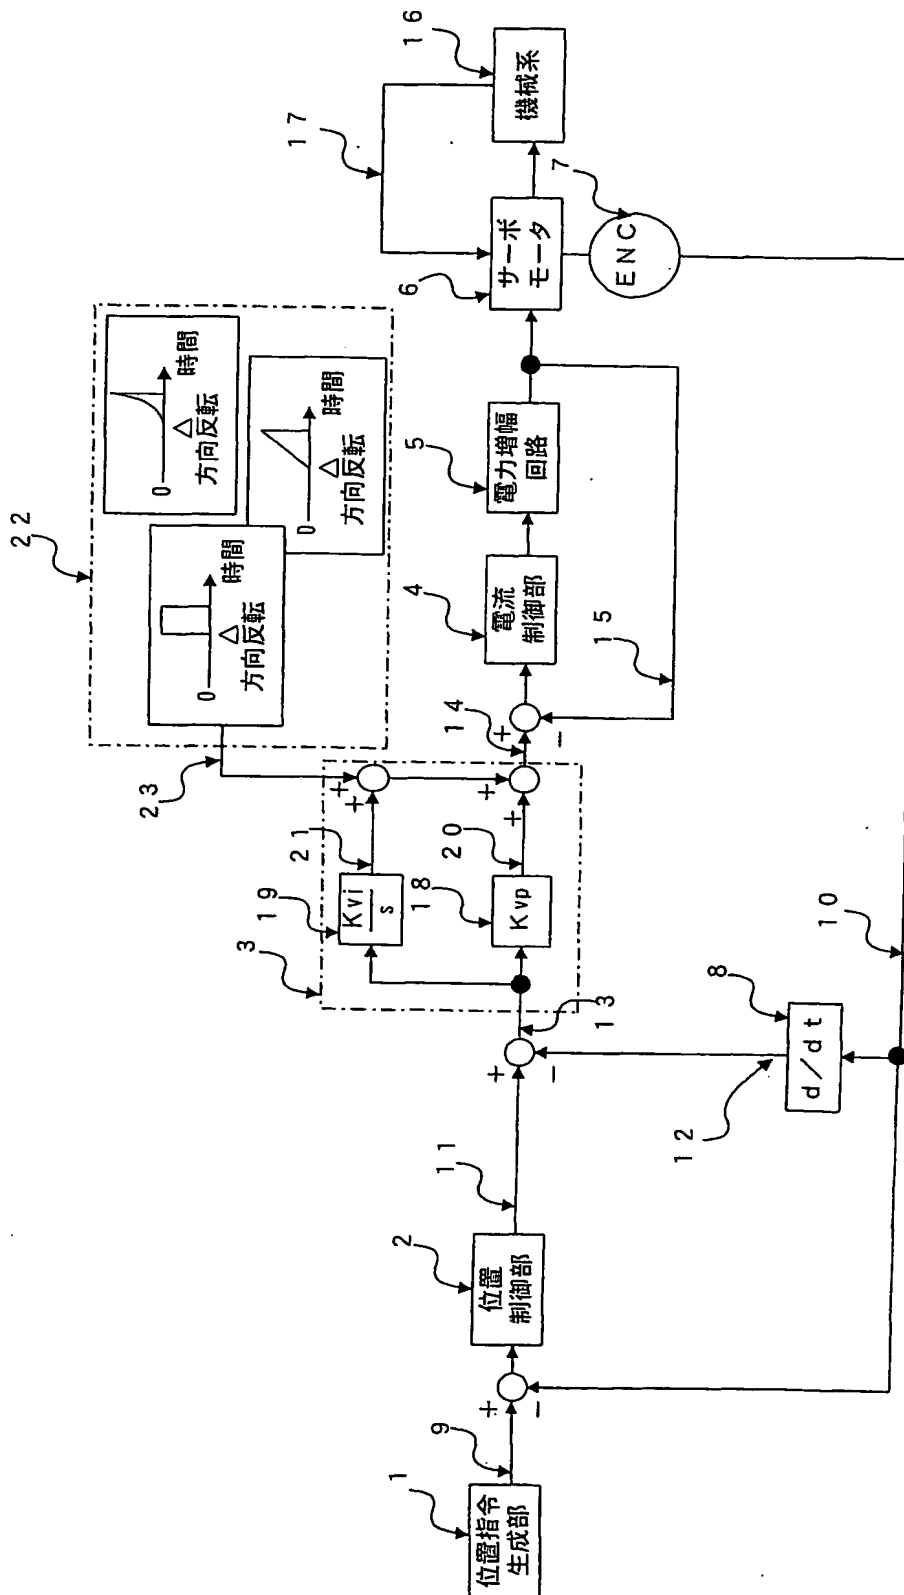 1
位置指令
生成部
9
+
−
2
位置
制御部
11
+
−
13
12
8
d/dt
10
3
19
Kvi
s
21
18
Kvp
20
+
+
+
+
23
22
0
時間
△
方向反転
0
時間
△
方向反転
0
時間
△
方向反転
14
+
−
4
電流
制御部
5
電力増幅
回路
15
6
サーボ
モータ
7
ENC
17
16
機械系